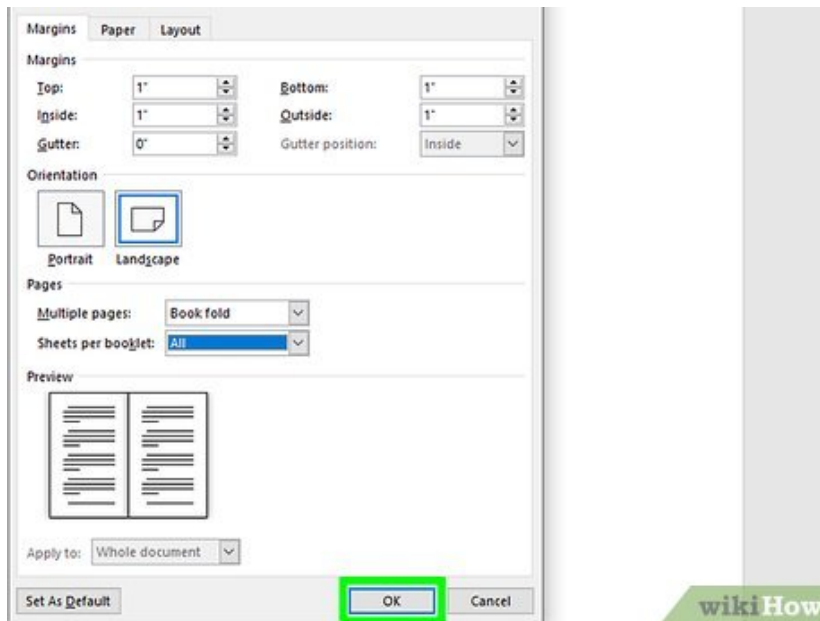 Margins Paper Layout
Margins
Top: 1" Bottom: 1"
Inside: 1" Outside: 1"
Gutter: 0" Gutter position: Inside
Orientation
Portrait Landscape
Pages
Multiple pages: Book fold
Sheets per booklet: All
Preview
Apply to: Whole document
Set As Default OK Cancel
wikiHow